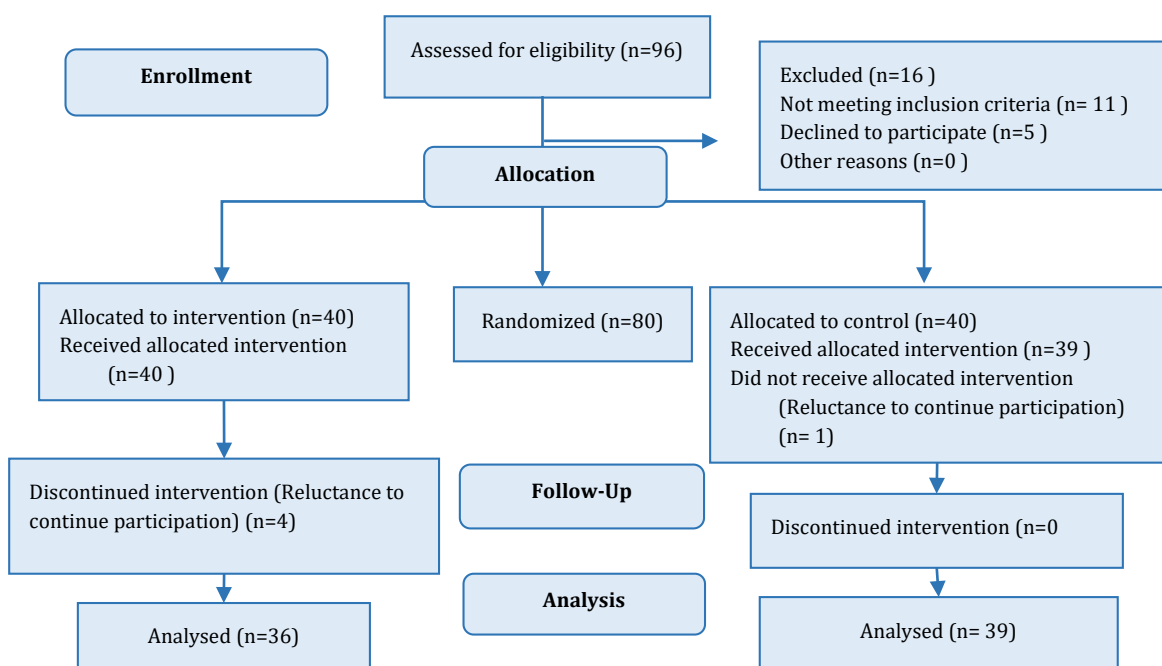 Assessed for eligibility (n=96)
Enrollment
Excluded (n=16 )
Not meeting inclusion criteria (n= 11 )
Declined to participate (n=5 )
Other reasons (n=0 )
Allocation
Allocated to intervention (n=40)
Received allocated intervention
(n=40 )
Randomized (n=80)
Allocated to control (n=40)
Received allocated intervention (n=39 )
Did not receive allocated intervention
(Reluctance to continue participation)
(n= 1)
Discontinued intervention (Reluctance to
continue participation) (n=4)
Follow-Up
Discontinued intervention (n=0
Analysis
Analysed (n=36)
Analysed (n= 39)